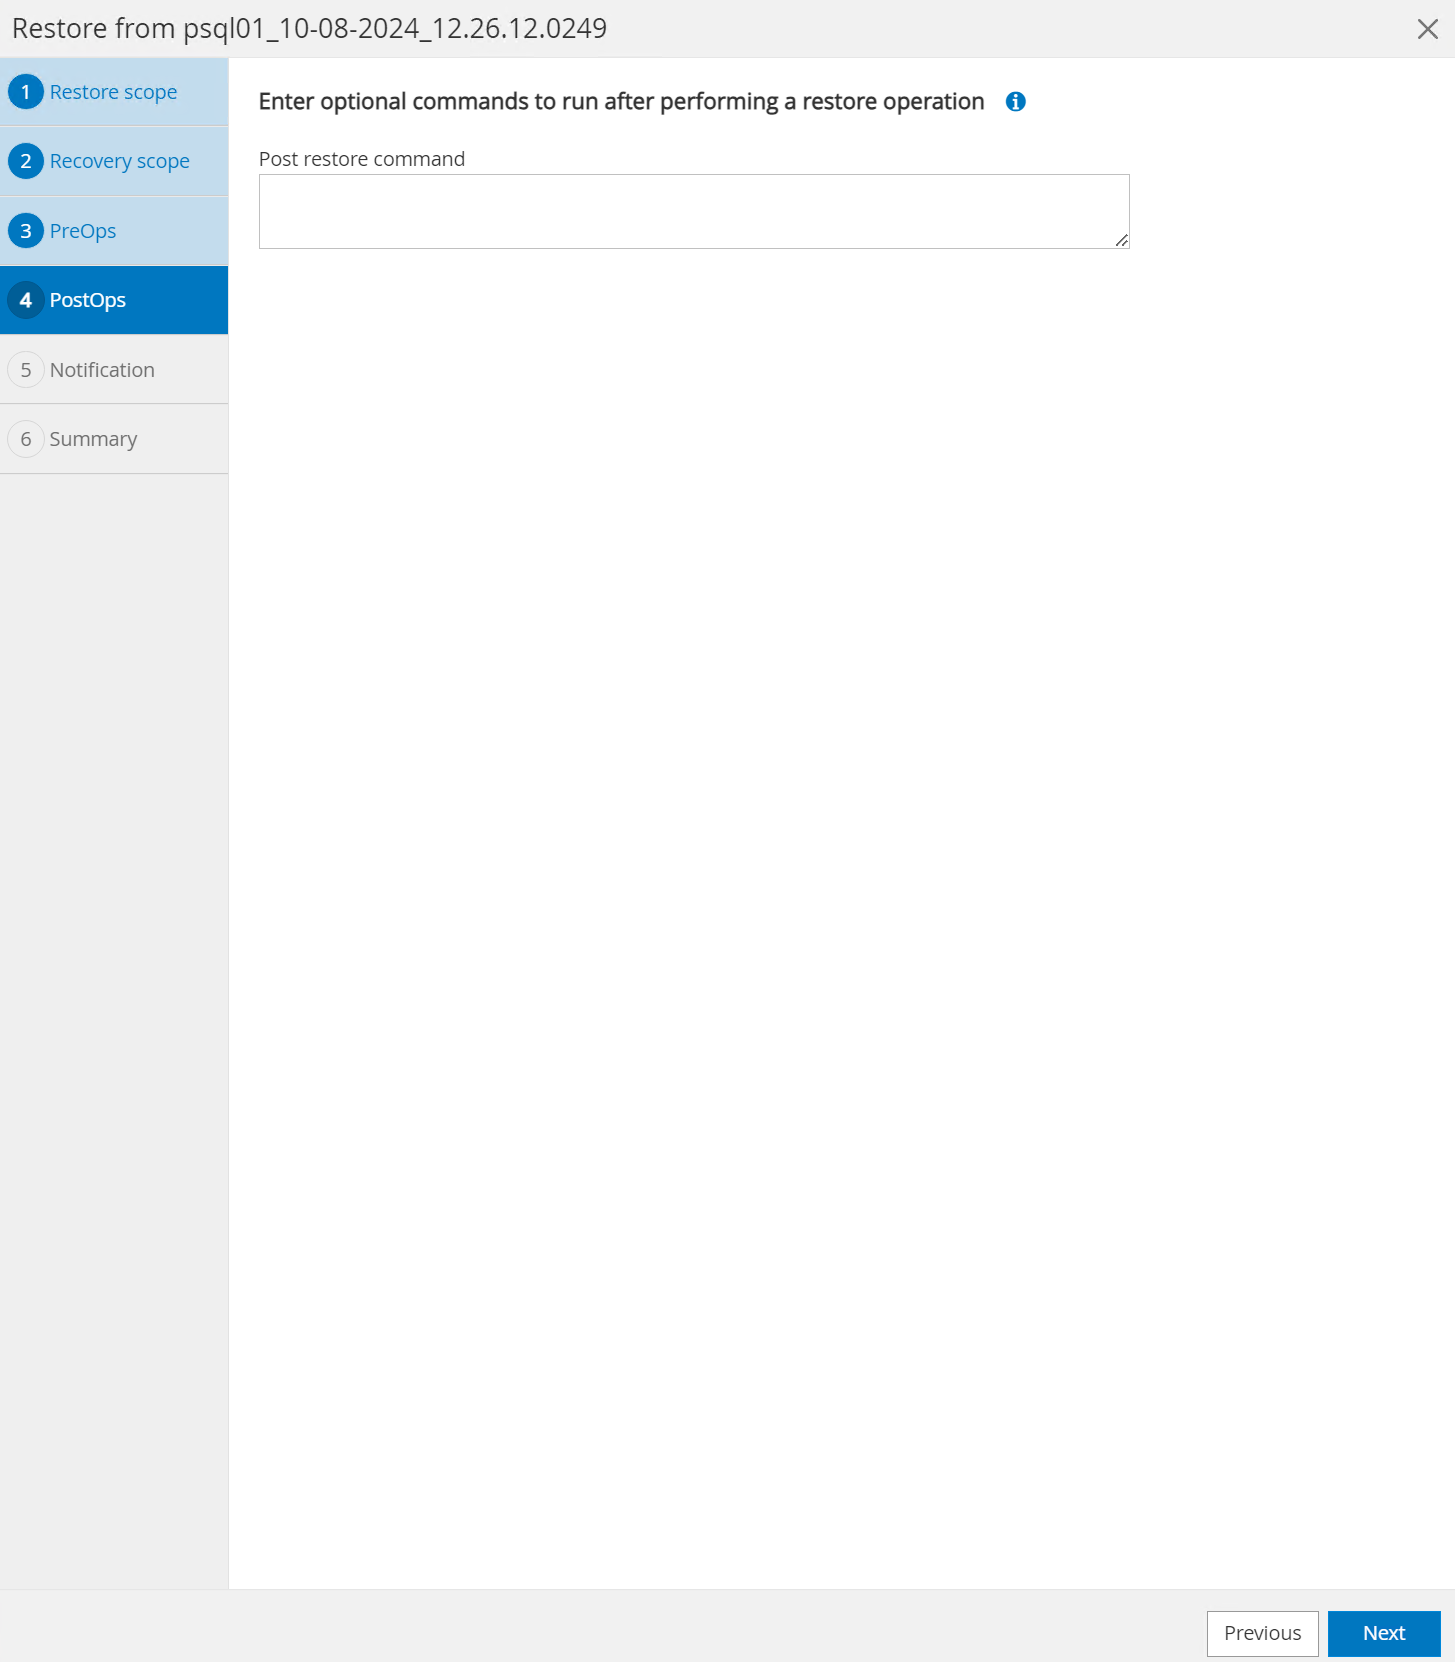 Restore from psql01_10-08-2024_12.26.12.0249
1 Restore scope
2 Recovery scope
3 PreOps
4 PostOps
5 Notification
6 Summary
Enter optional commands to run after performing a restore operation
Post restore command
Previous
Next